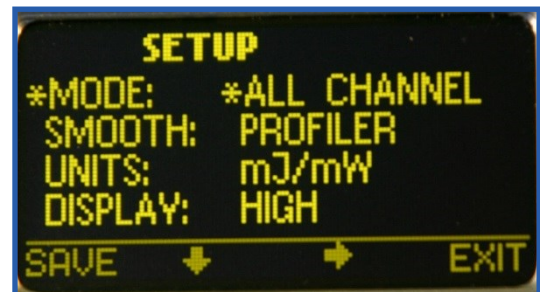 SETUP
*MODE: *ALL CHANNEL
SMOOTH: PROFILER
UNITS: mJ/mW
DISPLAY: HIGH
SAVE ↓ → EXIT